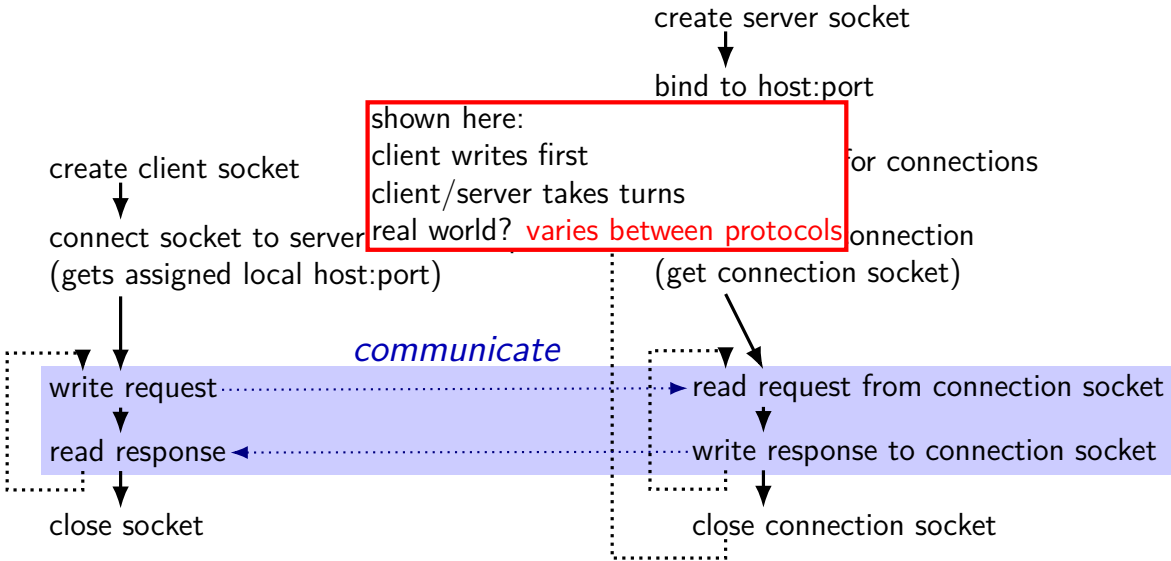 create server socket
bind to host:port
shown here:
client writes first
client/server takes turns
real world? varies between protocols
for connections
onnection
(get connection socket)
create client socket
connect socket to server
(gets assigned local host:port)
communicate
write request
read request from connection socket
read response
write response to connection socket
close socket
close connection socket